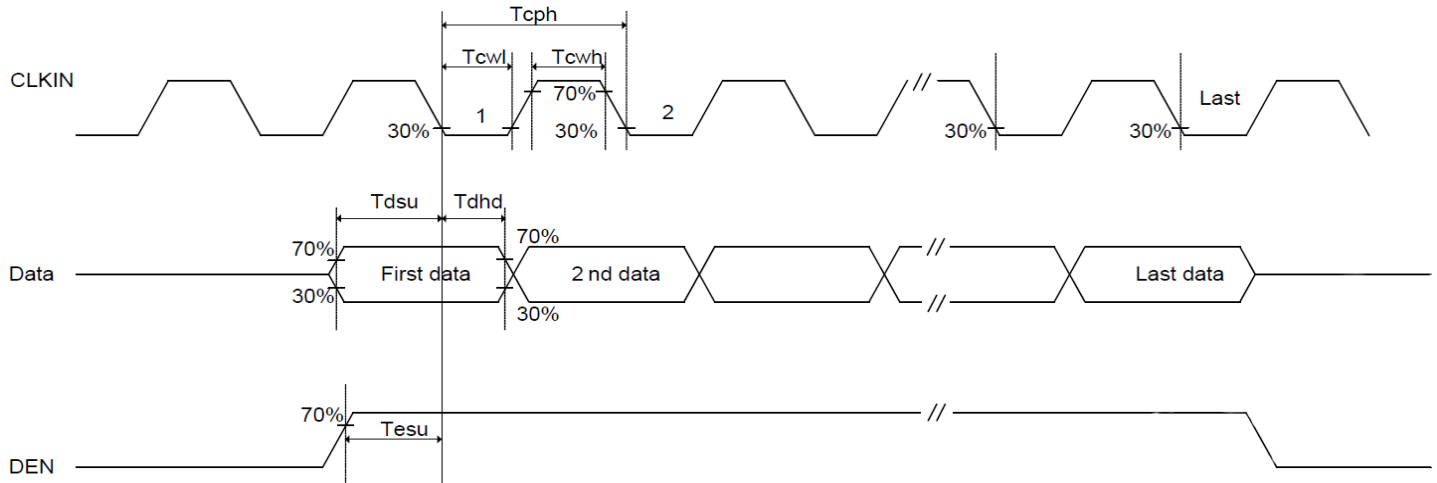 Tcph
Tcwl Tcwh
CLKIN
70%
1 2 Last
30% 30% 30% 30%
Tdsu Tdhd
70% 70%
Data First data 2 nd data Last data
30% 30%
70%
Tesu
DEN